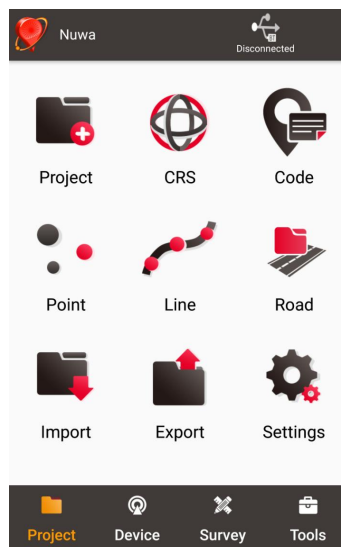 Nuwa
Disconnected
Project CRS Code
Point Line Road
Import Export Settings
Project Device Survey Tools